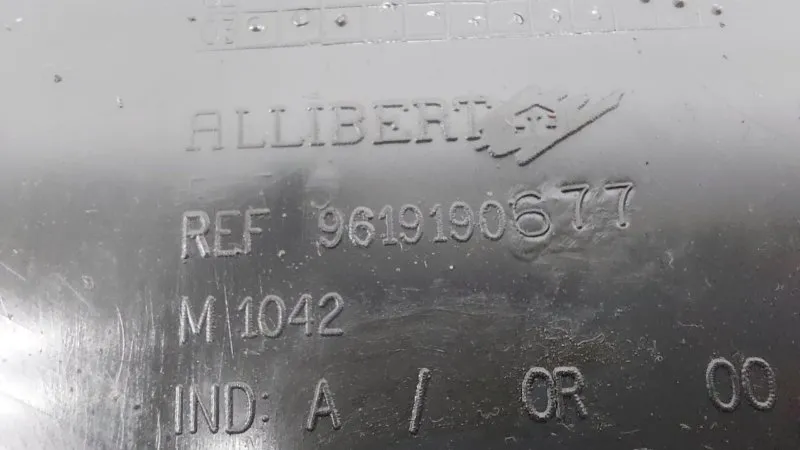 ALLIBERT
REF 9619190677
M 1042
IND: A / OR 00